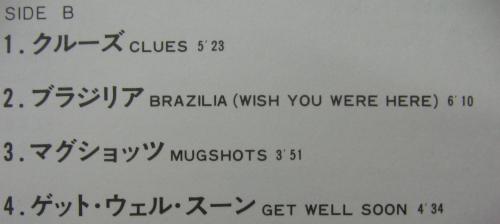 SIDE B
1. クルーズ CLUES 5'23
2. ブラジリア BRAZILIA (WISH YOU WERE HERE) 6'10
3. マグショッツ MUGSHOTS 3'51
4. ゲット・ウェル・スーン GET WELL SOON 4'34